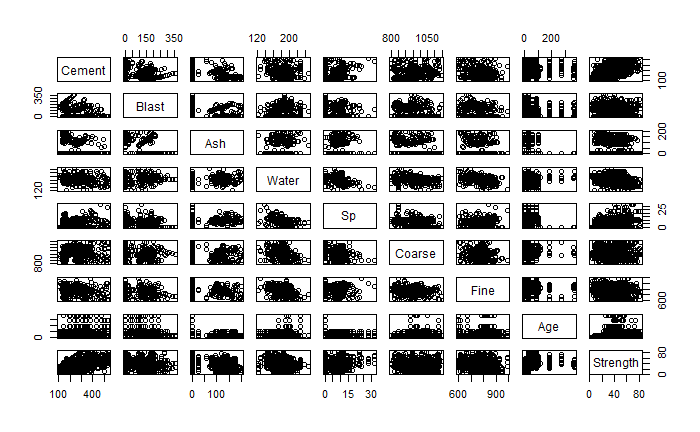 0 150 350 120 200 800 1050 0 200
Cement 100
0 350 Blast
Ash 0 200
120 Water
Sp 0 25
800 Coarse
Fine 600
0 Age
Strength 0 80
100 400 0 100 0 15 30 600 900 0 40 80